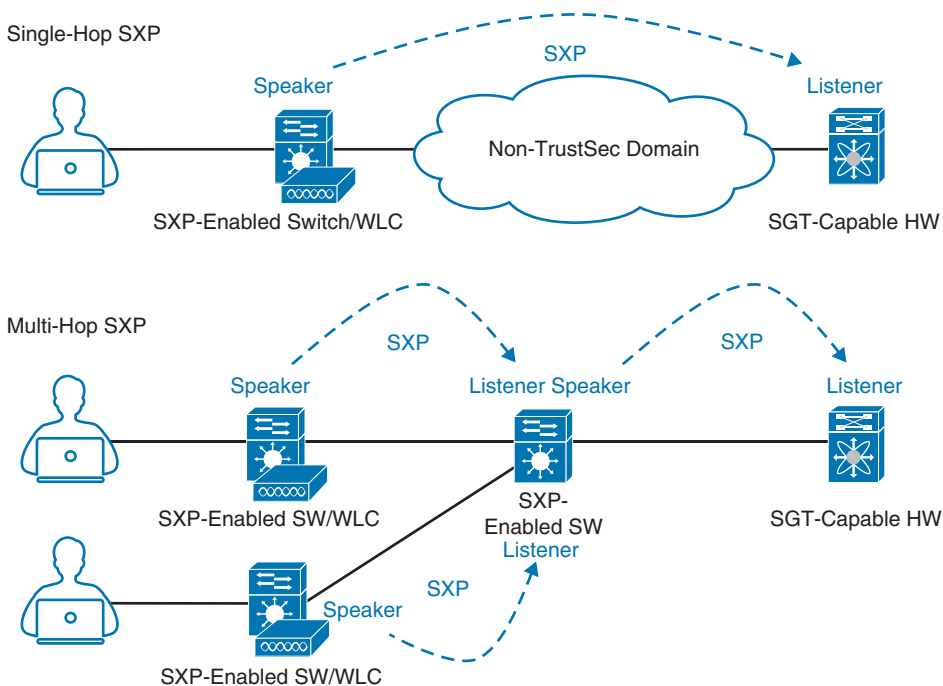 Single-Hop SXP
SXP
Speaker
Listener
Non-TrustSec Domain
SXP-Enabled Switch/WLC
SGT-Capable HW
Multi-Hop SXP
SXP
SXP
Speaker
Listener Speaker
Listener
SXP-Enabled SW/WLC
SXP-
Enabled SW
SGT-Capable HW
Listener
SXP
Speaker
SXP-Enabled SW/WLC